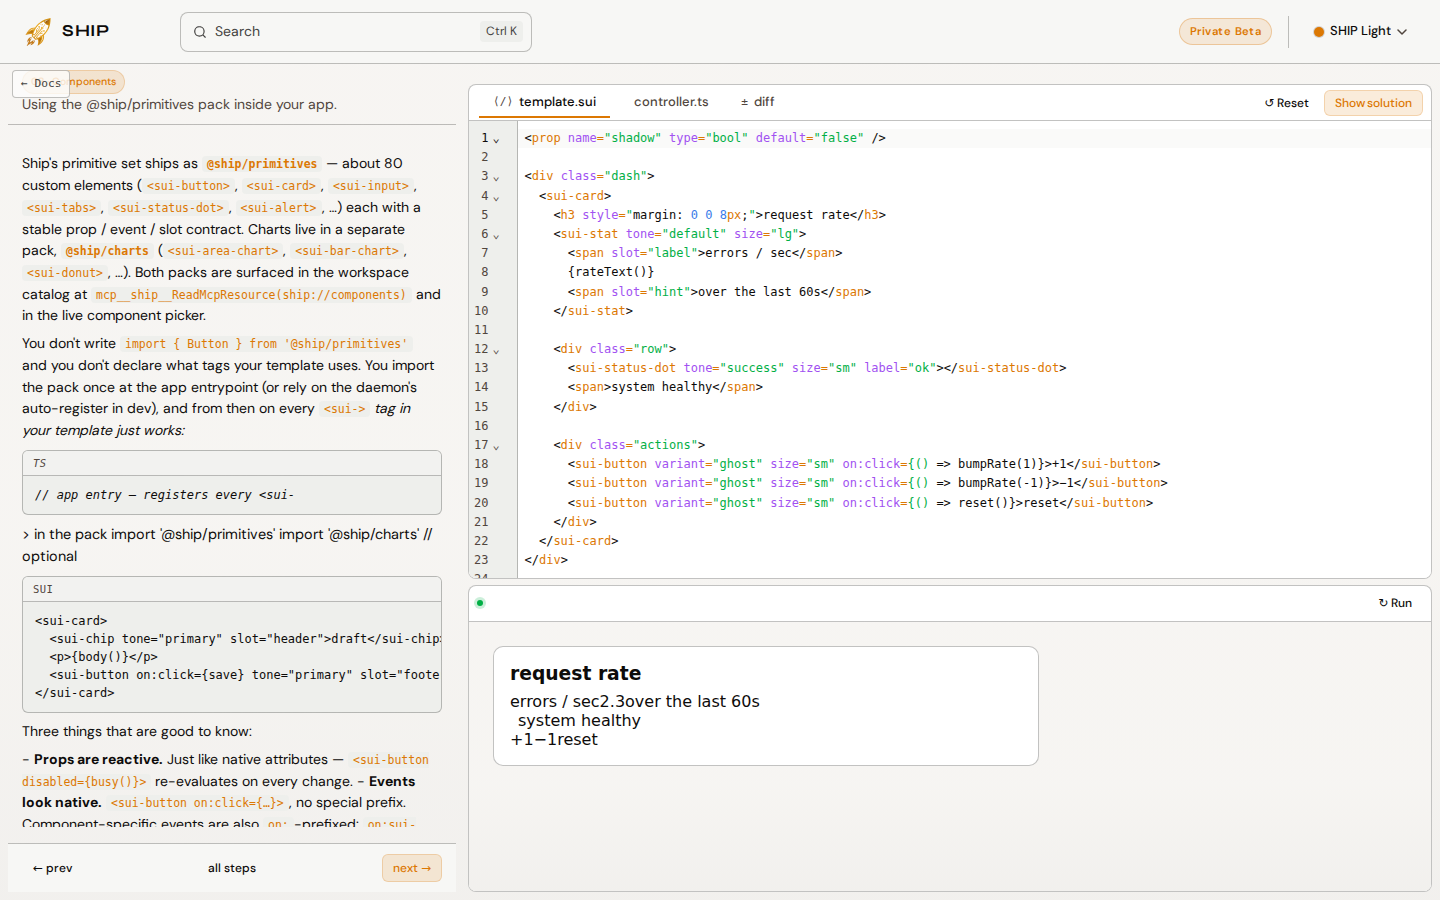 SHIP
Search
Ctrl K
Private Beta
SHIP Light
← Docs
mponents
Using the @ship/primitives pack inside your app.
Ship's primitive set ships as @ship/primitives — about 80
custom elements ( <sui-button> , <sui-card> , <sui-input> ,
<sui-tabs> , <sui-status-dot> , <sui-alert> , …) each with a
stable prop / event / slot contract. Charts live in a separate
pack, @ship/charts ( <sui-area-chart> , <sui-bar-chart> ,
<sui-donut> , …). Both packs are surfaced in the workspace
catalog at mcp__ship__ReadMcpResource(ship://components) and
in the live component picker.
You don't write import { Button } from '@ship/primitives'
and you don't declare what tags your template uses. You import
the pack once at the app entrypoint (or rely on the daemon's
auto-register in dev), and from then on every <sui-> tag in
your template just works:
TS
// app entry — registers every <sui-
> in the pack import '@ship/primitives' import '@ship/charts' //
optional
SUI
<sui-card>
<sui-chip tone="primary" slot="header">draft</sui-chip>
<p>{body()}</p>
<sui-button on:click={save} tone="primary" slot="foote
</sui-card>
Three things that are good to know:
- Props are reactive. Just like native attributes — <sui-button
disabled={busy()}> re-evaluates on every change. - Events
look native. <sui-button on:click={…}> , no special prefix.
Component-specific events are also on: -prefixed: on:sui-
← prev
all steps
next →
⟨/⟩ template.sui
controller.ts
± diff
↺ Reset
Show solution
1 <prop name="shadow" type="bool" default="false" />
2
3 <div class="dash">
4 <sui-card>
5 <h3 style="margin: 0 0 8px;">request rate</h3>
6 <sui-stat tone="default" size="lg">
7 <span slot="label">errors / sec</span>
8 {rateText()}
9 <span slot="hint">over the last 60s</span>
10 </sui-stat>
11
12 <div class="row">
13 <sui-status-dot tone="success" size="sm" label="ok"></sui-status-dot>
14 <span>system healthy</span>
15 </div>
16
17 <div class="actions">
18 <sui-button variant="ghost" size="sm" on:click={() => bumpRate(1)}>+1</sui-button>
19 <sui-button variant="ghost" size="sm" on:click={() => bumpRate(-1)}>−1</sui-button>
20 <sui-button variant="ghost" size="sm" on:click={() => reset()}>reset</sui-button>
21 </div>
22 </sui-card>
23 </div>
24
↻ Run
request rate
errors / sec2.3over the last 60s
system healthy
+1−1reset